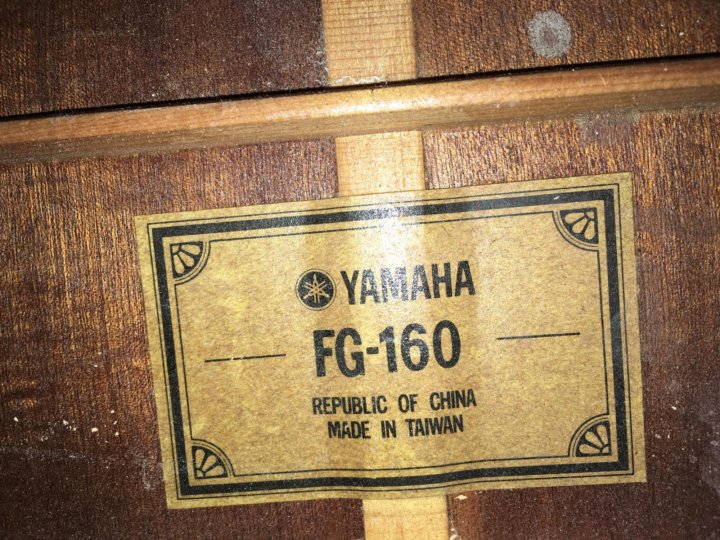 YAMAHA
FG-160
REPUBLIC OF CHINA
MADE IN TAIWAN